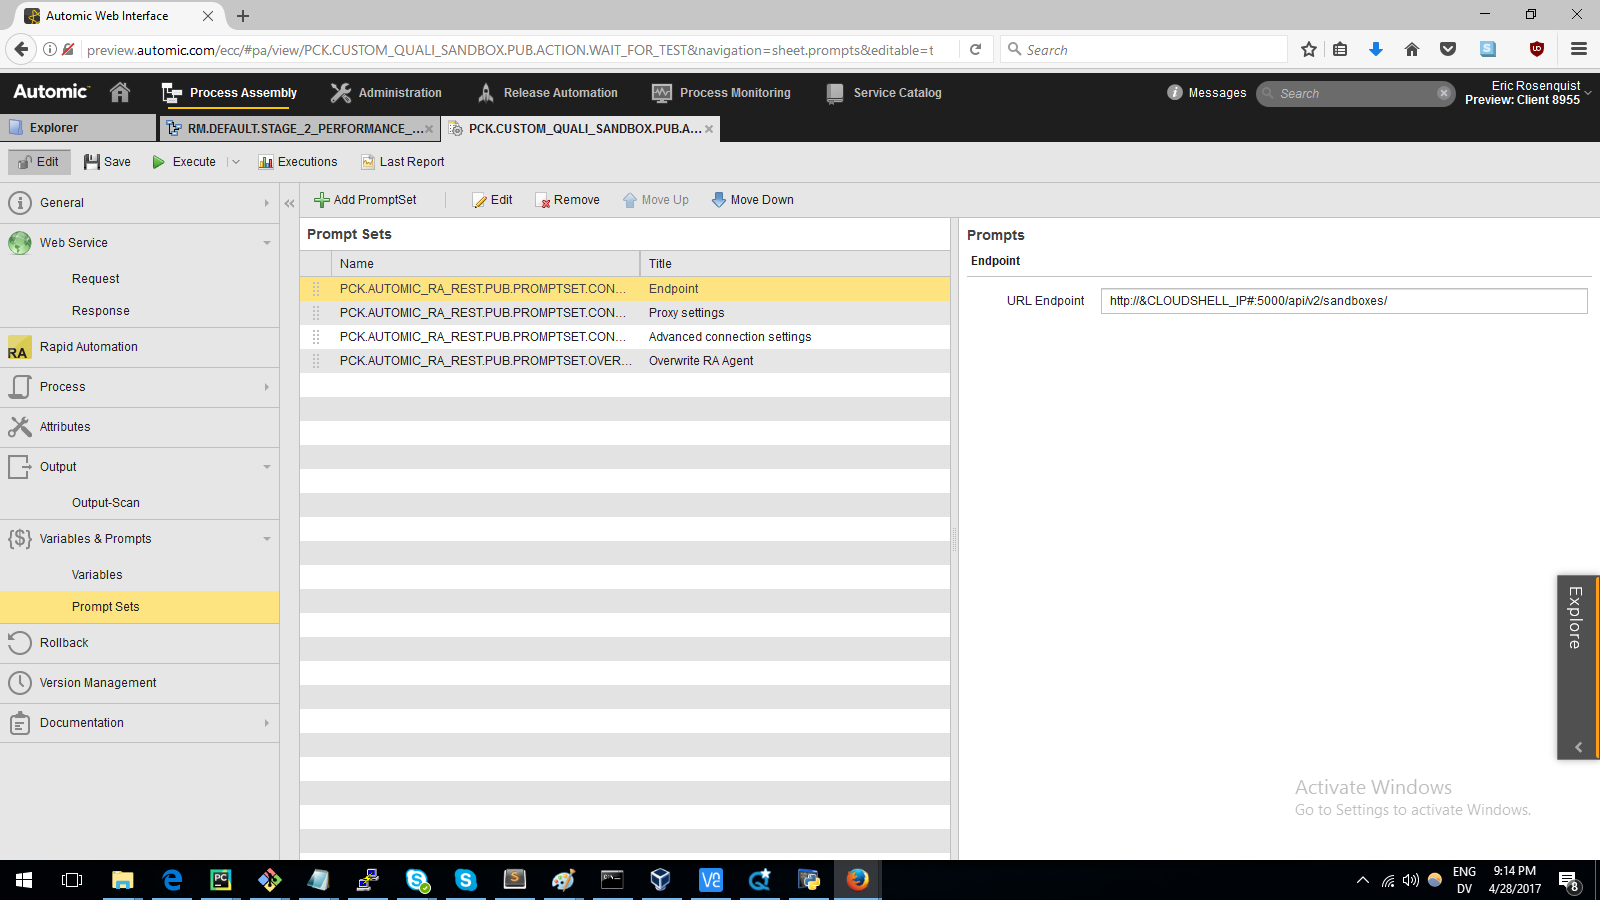 Automic Web Interface
preview.automic.com/ecc/#pa/view/PCK.CUSTOM_QUALI_SANDBOX.PUB.ACTION.WAIT_FOR_TEST&navigation=sheet.prompts&editable=t
Search
Automic
Process Assembly
Administration
Release Automation
Process Monitoring
Service Catalog
Messages
Search
Eric Rosenquist
Preview: Client 8955
Explorer
RM.DEFAULT.STAGE_2_PERFORMANCE_...
PCK.CUSTOM_QUALI_SANDBOX.PUB.A...
Edit
Save
Execute
Executions
Last Report
General
Web Service
Request
Response
RA
Rapid Automation
Process
Attributes
Output
Output-Scan
Variables & Prompts
Variables
Prompt Sets
Rollback
Version Management
Documentation
Add PromptSet
Edit
Remove
Move Up
Move Down
Prompt Sets
Name
Title
PCK.AUTOMIC_RA_REST.PUB.PROMPTSET.CON...
Endpoint
PCK.AUTOMIC_RA_REST.PUB.PROMPTSET.CON...
Proxy settings
PCK.AUTOMIC_RA_REST.PUB.PROMPTSET.CON...
Advanced connection settings
PCK.AUTOMIC_RA_REST.PUB.PROMPTSET.OVER...
Overwrite RA Agent
Prompts
Endpoint
URL Endpoint
http://&CLOUDSHELL_IP#:5000/api/v2/sandboxes/
Explore
Activate Windows
Go to Settings to activate Windows.
ENG
DV
9:14 PM
4/28/2017
8